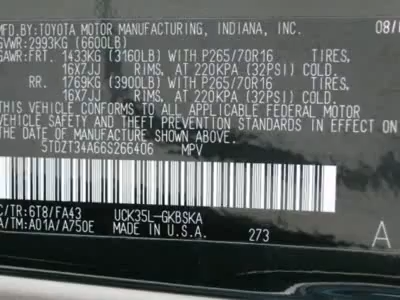 MFD.BY:TOYOTA MOTOR MANUFACTURING, INDIANA, INC. 08/
GVWR:2993KG (6600LB)
GAWR:FRT. 1433KG (3160LB) WITH P265/70R16 TIRES,
16X7JJ RIMS, AT 220KPA (32PSI) COLD.
RR. 1769KG (3900LB) WITH P265/70R16 TIRES,
16X7JJ RIMS, AT 220KPA (32PSI) COLD.
THIS VEHICLE CONFORMS TO ALL APPLICABLE FEDERAL MOTOR
VEHICLE SAFETY AND THEFT PREVENTION STANDARDS IN EFFECT ON
THE DATE OF MANUFACTURE SHOWN ABOVE.
5TDZT34A66S266406 MPV
C/TR:6T8/FA43 UCK35L-GKBSKA
A/TM:A01A/A750E MADE IN U.S.A. 273 A